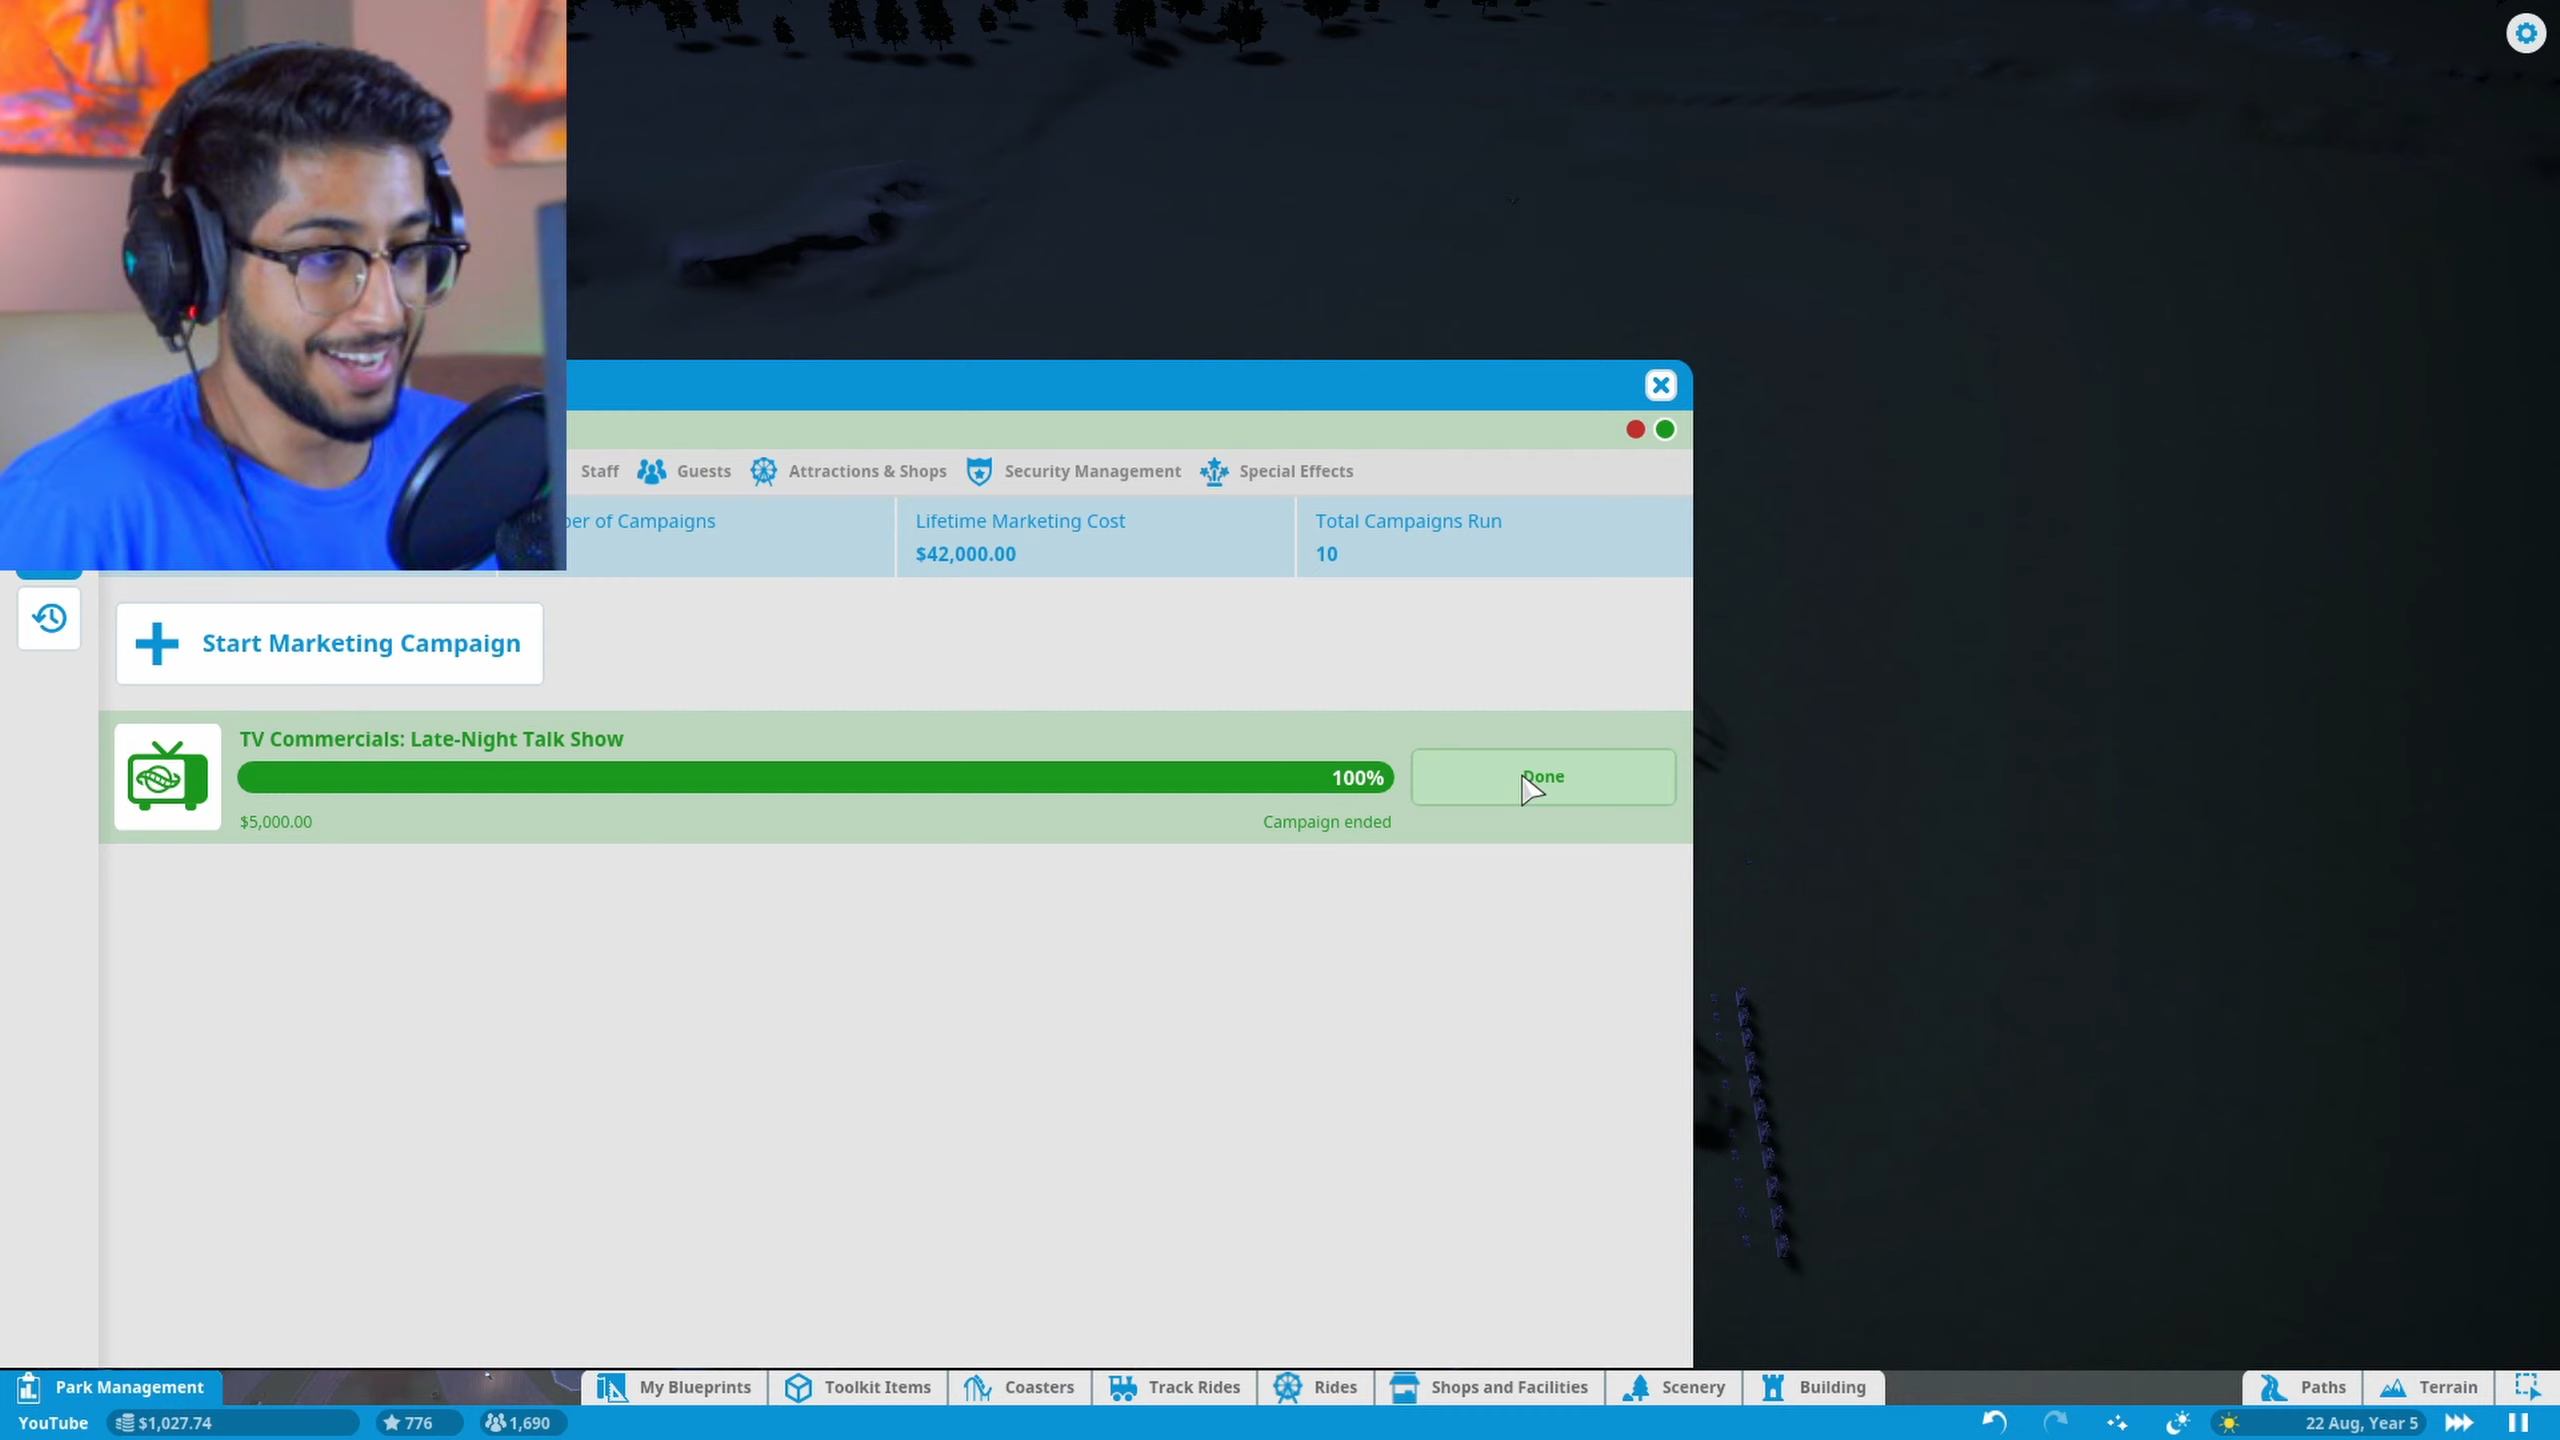 Staff
Guests
Attractions & Shops
Security Management
Special Effects
of Campaigns
Lifetime Marketing Cost
$42,000.00
Total Campaigns Run
10
Start Marketing Campaign
TV Commercials: Late-Night Talk Show
100%
Done
$5,000.00
Campaign ended
Park Management
My Blueprints
Toolkit Items
Coasters
Track Rides
Rides
Shops and Facilities
Scenery
Building
Paths
Terrain
YouTube
$1,027.74
776
1,690
22 Aug, Year 5